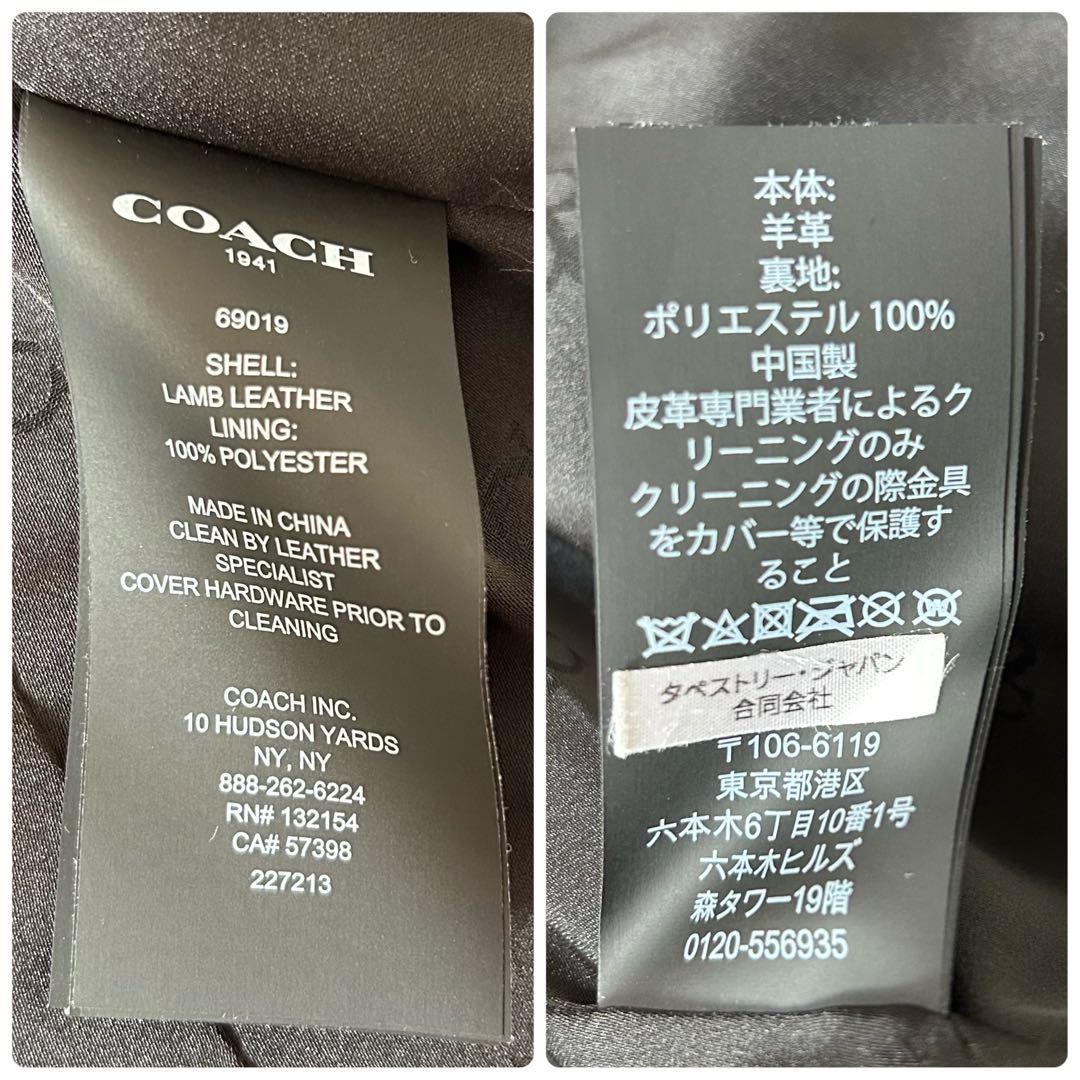 COACH
1941
69019
SHELL:
LAMB LEATHER
LINING:
100% POLYESTER
MADE IN CHINA
CLEAN BY LEATHER
SPECIALIST
COVER HARDWARE PRIOR TO
CLEANING
COACH INC.
10 HUDSON YARDS
NY, NY
888-262-6224
RN# 132154
CA# 57398
227213
本体:
羊革
裏地:
ポリエステル 100%
中国製
皮革専門業者によるク
リーニングのみ
クリーニングの際金具
をカバー等で保護す
ること
タペストリー・ジャパン
合同会社
〒106-6119
東京都港区
六本木6丁目10番1号
六本木ヒルズ
森タワー19階
0120-556935